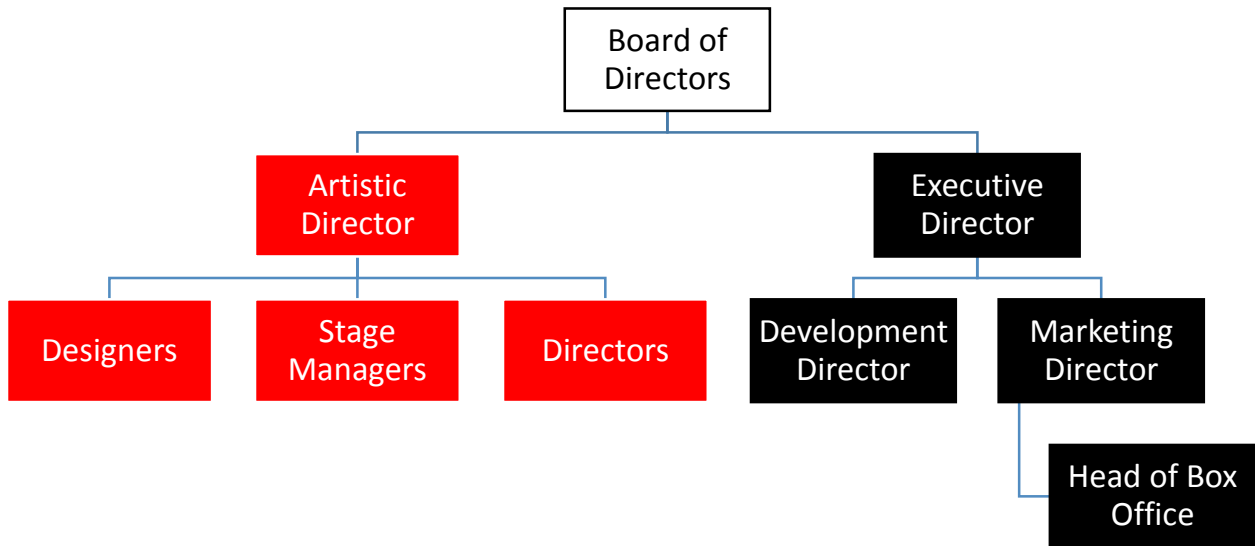 Board of
Directors
Artistic
Director
Executive
Director
Designers
Stage
Managers
Directors
Development
Director
Marketing
Director
Head of Box
Office